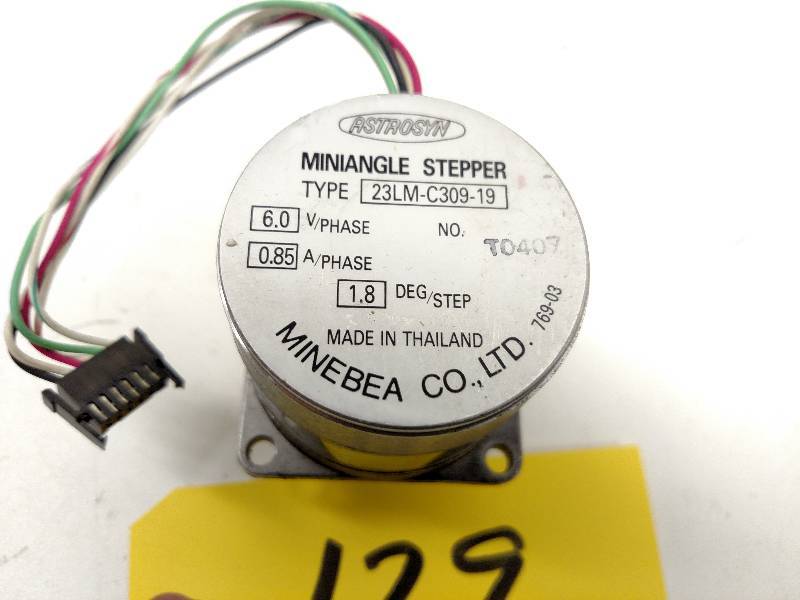 ASTROSYN
MINIANGLE STEPPER
TYPE 23LM-C309-19
6.0 V/PHASE NO. T0407
0.85 A/PHASE
1.8 DEG/STEP
MADE IN THAILAND
MINEBEA CO., LTD. 769-03
129